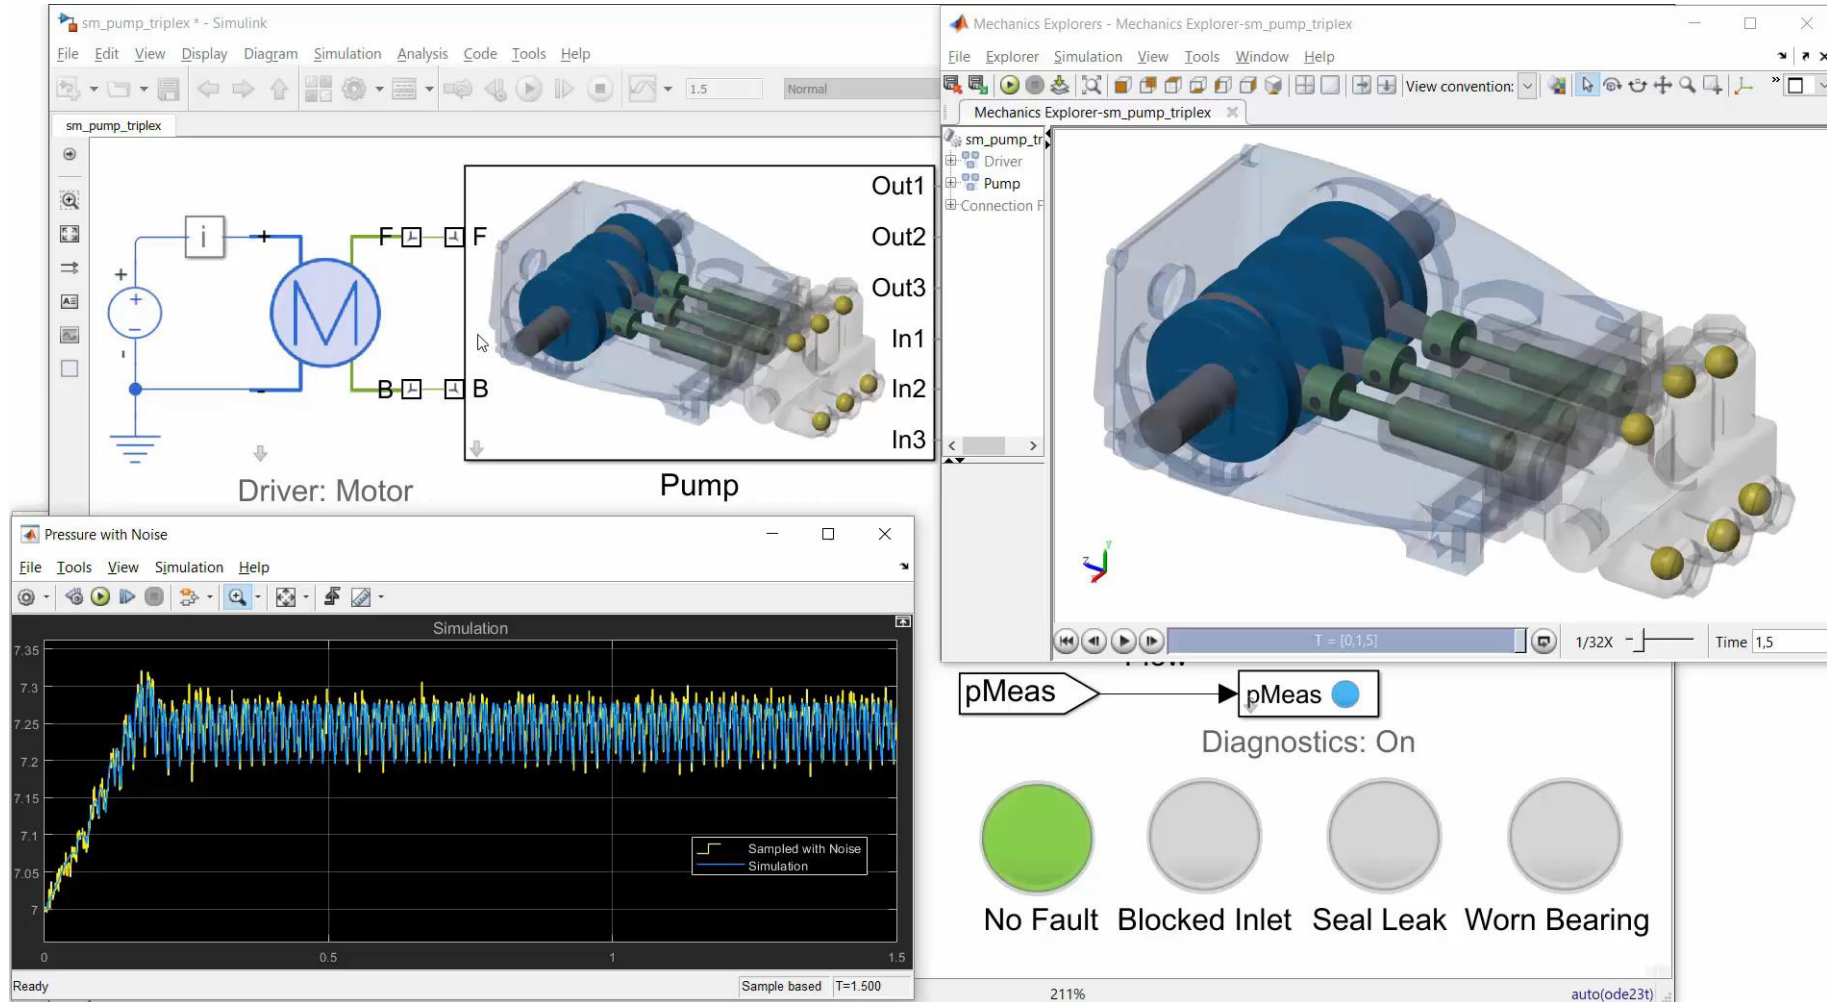 sm_pump_triplex * - Simulink
File Edit View Display Diagram Simulation Analysis Code Tools Help
1.5 Normal
sm_pump_triplex
i
+ -
+
+
-
-
M
F F
B B
Out1
Out2
Out3
In1
In2
In3
Driver: Motor
Pump
Mechanics Explorers - Mechanics Explorer-sm_pump_triplex
File Explorer Simulation View Tools Window Help
View convention:
Mechanics Explorer-sm_pump_triplex
sm_pump_tr
Driver
Pump
Connection F
Y
Z
X
T = [0,1,5]
1/32X
Time 1,5
Pressure with Noise
File Tools View Simulation Help
Simulation
7.35
7.3
7.25
7.2
7.15
7.1
7.05
7
0 0.5 1 1.5
Sampled with Noise
Simulation
Ready
Sample based T=1.500
pMeas
pMeas
Diagnostics: On
No Fault Blocked Inlet Seal Leak Worn Bearing
211%
auto(ode23t)